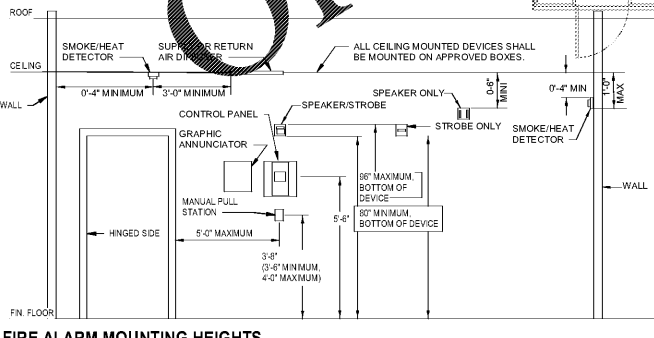 ROOF
SMOKE/HEAT
DETECTOR
SUPPLY AIR RETURN
AIR DIFFUSER
ALL CEILING MOUNTED DEVICES SHALL
BE MOUNTED ON APPROVED BOXES.
CEILING
0'-4" MINIMUM
3'-0" MINIMUM
0-6"
MINI
SPEAKER ONLY
0'-4" MIN
1'-0"
MAX
WALL
SPEAKER/STROBE
CONTROL PANEL
STROBE ONLY
SMOKE/HEAT
DETECTOR
GRAPHIC
ANNUNCIATOR
96" MAXIMUM,
BOTTOM OF
DEVICE
WALL
MANUAL PULL
STATION
5'-6"
80" MINIMUM,
BOTTOM OF DEVICE
HINGED SIDE
5'-0" MAXIMUM
3'-8"
(3'-6" MINIMUM,
4'-0" MAXIMUM)
FIN. FLOOR
FIRE ALARM MOUNTING HEIGHTS